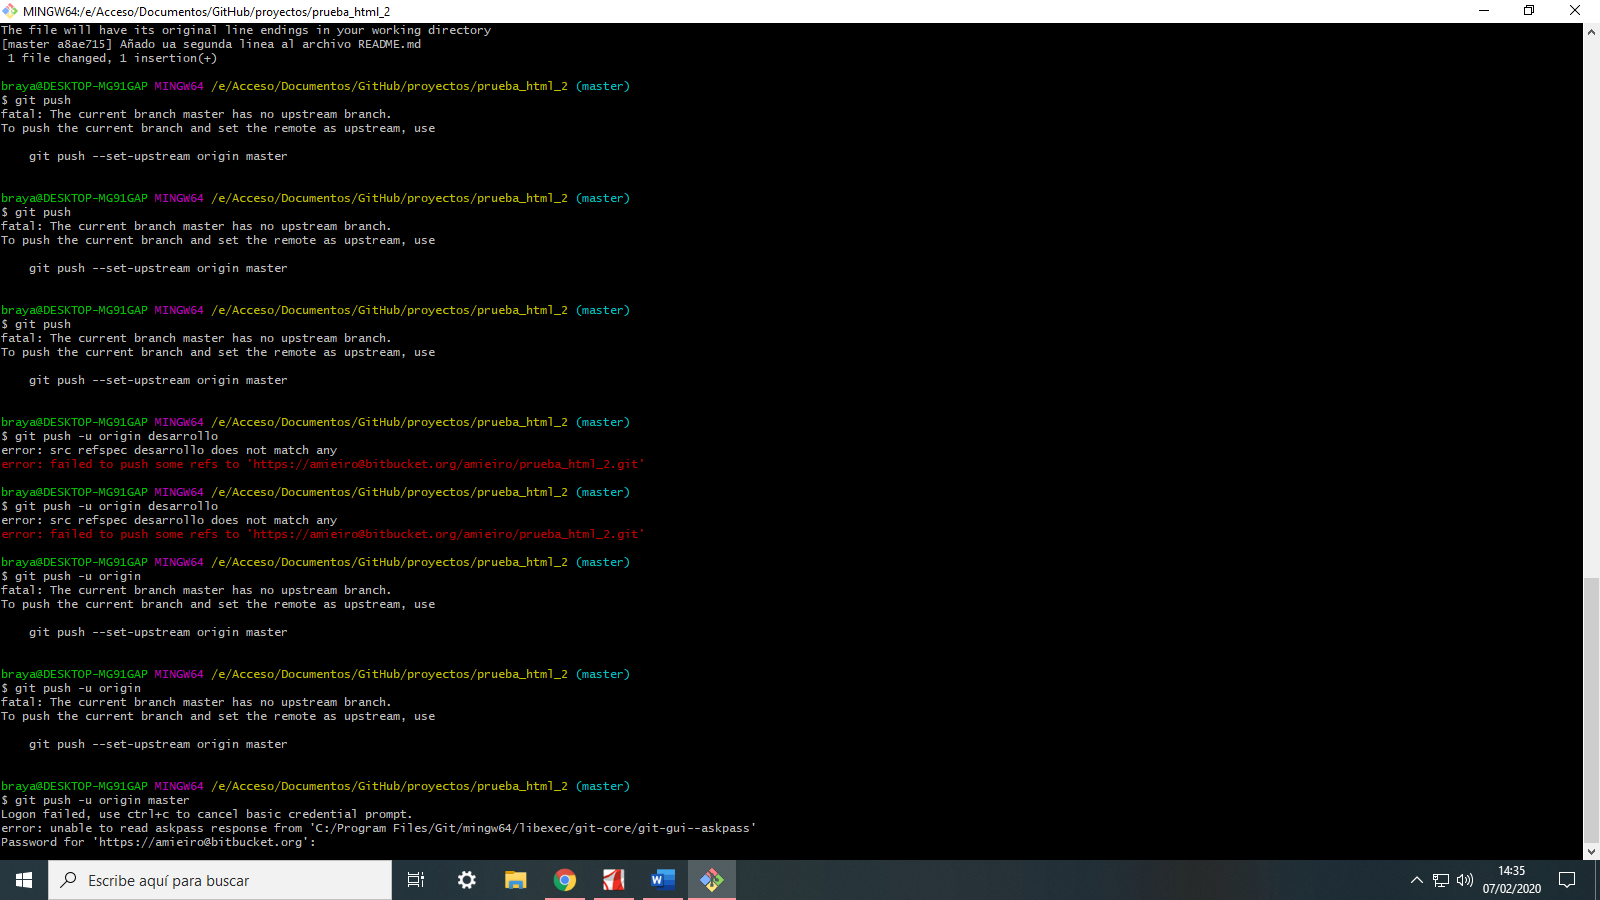 MINGW64:/e/Acceso/Documentos/GitHub/proyectos/prueba_html_2
The file will have its original line endings in your working directory
[master a8ae715] Añado ua segunda linea al archivo README.md
 1 file changed, 1 insertion(+)
braya@DESKTOP-MG91GAP MINGW64 /e/Acceso/Documentos/GitHub/proyectos/prueba_html_2 (master)
$ git push
fatal: The current branch master has no upstream branch.
To push the current branch and set the remote as upstream, use
    git push --set-upstream origin master
braya@DESKTOP-MG91GAP MINGW64 /e/Acceso/Documentos/GitHub/proyectos/prueba_html_2 (master)
$ git push
fatal: The current branch master has no upstream branch.
To push the current branch and set the remote as upstream, use
    git push --set-upstream origin master
braya@DESKTOP-MG91GAP MINGW64 /e/Acceso/Documentos/GitHub/proyectos/prueba_html_2 (master)
$ git push
fatal: The current branch master has no upstream branch.
To push the current branch and set the remote as upstream, use
    git push --set-upstream origin master
braya@DESKTOP-MG91GAP MINGW64 /e/Acceso/Documentos/GitHub/proyectos/prueba_html_2 (master)
$ git push -u origin desarrollo
error: src refspec desarrollo does not match any
error: failed to push some refs to 'https://amieiro@bitbucket.org/amieiro/prueba_html_2.git'
braya@DESKTOP-MG91GAP MINGW64 /e/Acceso/Documentos/GitHub/proyectos/prueba_html_2 (master)
$ git push -u origin desarrollo
error: src refspec desarrollo does not match any
error: failed to push some refs to 'https://amieiro@bitbucket.org/amieiro/prueba_html_2.git'
braya@DESKTOP-MG91GAP MINGW64 /e/Acceso/Documentos/GitHub/proyectos/prueba_html_2 (master)
$ git push -u origin
fatal: The current branch master has no upstream branch.
To push the current branch and set the remote as upstream, use
    git push --set-upstream origin master
braya@DESKTOP-MG91GAP MINGW64 /e/Acceso/Documentos/GitHub/proyectos/prueba_html_2 (master)
$ git push -u origin
fatal: The current branch master has no upstream branch.
To push the current branch and set the remote as upstream, use
    git push --set-upstream origin master
braya@DESKTOP-MG91GAP MINGW64 /e/Acceso/Documentos/GitHub/proyectos/prueba_html_2 (master)
$ git push -u origin master
Logon failed, use ctrl+c to cancel basic credential prompt.
error: unable to read askpass response from 'C:/Program Files/Git/mingw64/libexec/git-core/git-gui--askpass'
Password for 'https://amieiro@bitbucket.org':
Escribe aquí para buscar
14:35
07/02/2020